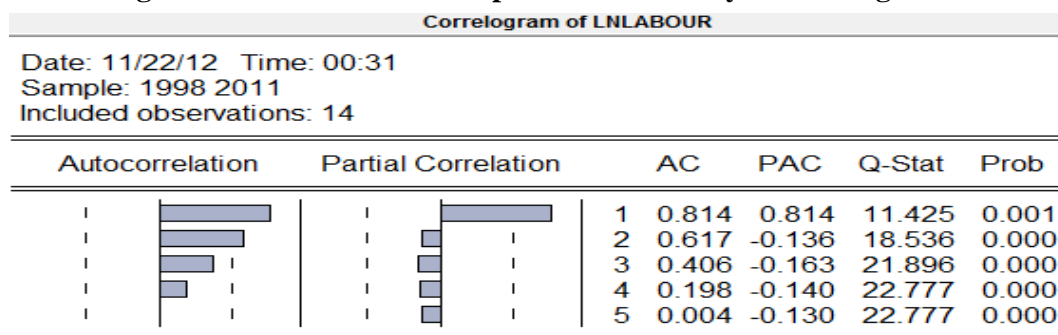 Correlogram of LNLABOUR
Date: 11/22/12 Time: 00:31
Sample: 1998 2011
Included observations: 14
Autocorrelation Partial Correlation AC PAC Q-Stat Prob
1 0.814 0.814 11.425 0.001
2 0.617 -0.136 18.536 0.000
3 0.406 -0.163 21.896 0.000
4 0.198 -0.140 22.777 0.000
5 0.004 -0.130 22.777 0.000